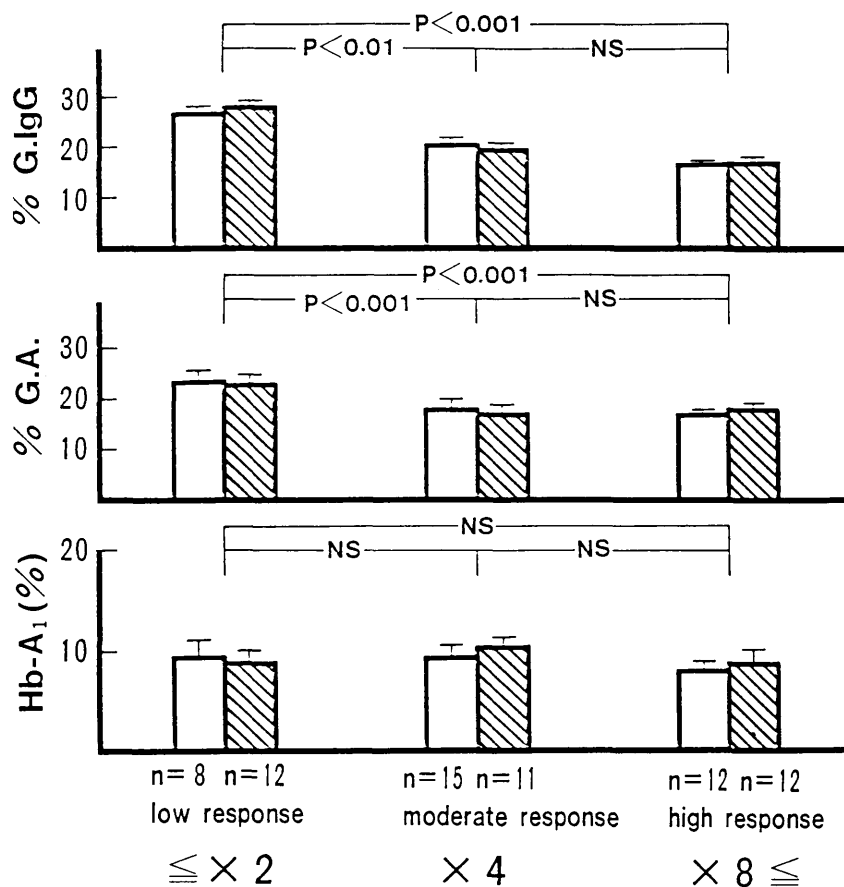 P<0.001
P<0.01 NS
% G.IgG
30
20
10
P<0.001
P<0.001 NS
% G.A.
30
20
10
NS
NS NS
Hb-A₁(%)
20
10
n= 8 n=12 n=15 n=11 n=12 n=12
low response moderate response high response
≦ × 2 × 4 × 8 ≦